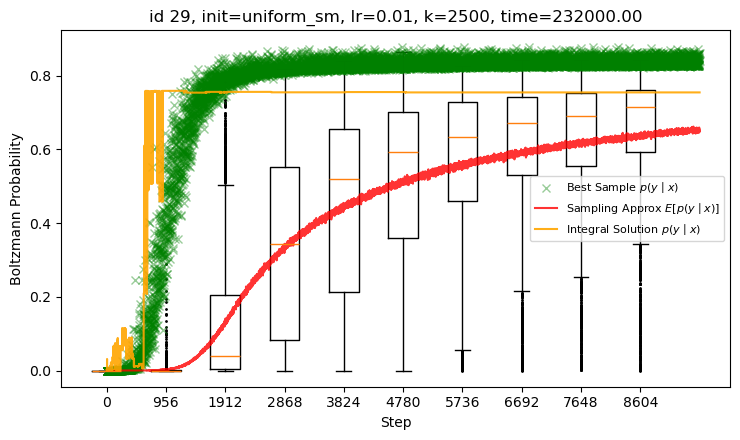 id 29, init=uniform_sm, lr=0.01, k=2500, time=232000.00
Boltzmann Probability
0.8
0.6
0.4
0.2
0.0
Best Sample p(y | x)
Sampling Approx E[p(y | x)]
Integral Solution p(y | x)
0 956 1912 2868 3824 4780 5736 6692 7648 8604
Step